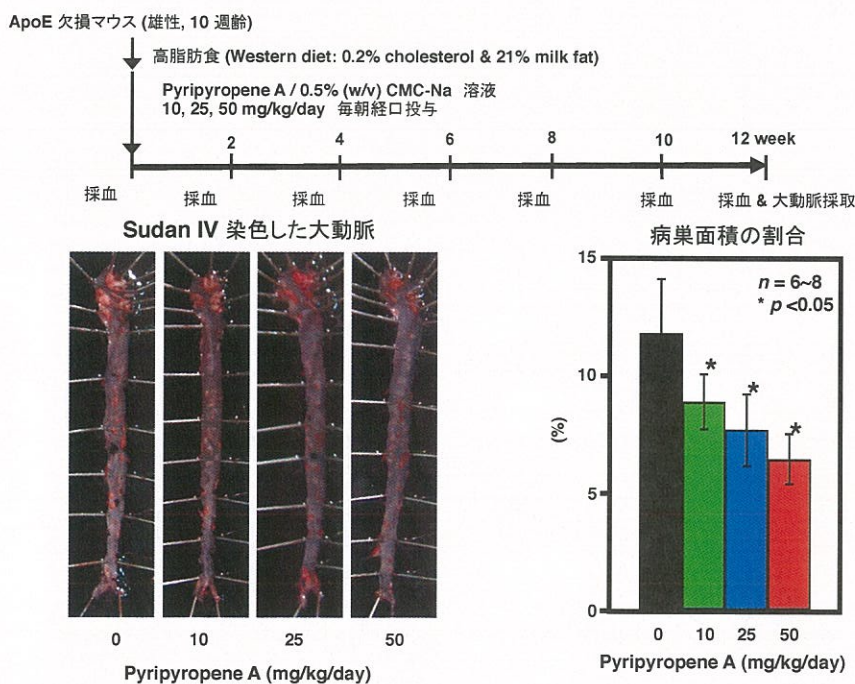 ApoE 欠損マウス (雄性, 10 週齢)
高脂肪食 (Western diet: 0.2% cholesterol & 21% milk fat)
Pyripyropene A / 0.5% (w/v) CMC-Na 溶液
10, 25, 50 mg/kg/day 毎朝経口投与
2 4 6 8 10 12 week
採血 採血 採血 採血 採血 採血 採血 & 大動脈採取
Sudan IV 染色した大動脈
0 10 25 50
Pyripyropene A (mg/kg/day)
病巣面積の割合
15
n = 6~8
* p <0.05
10
*
*
*
(%)
5
0
0 10 25 50
Pyripyropene A (mg/kg/day)